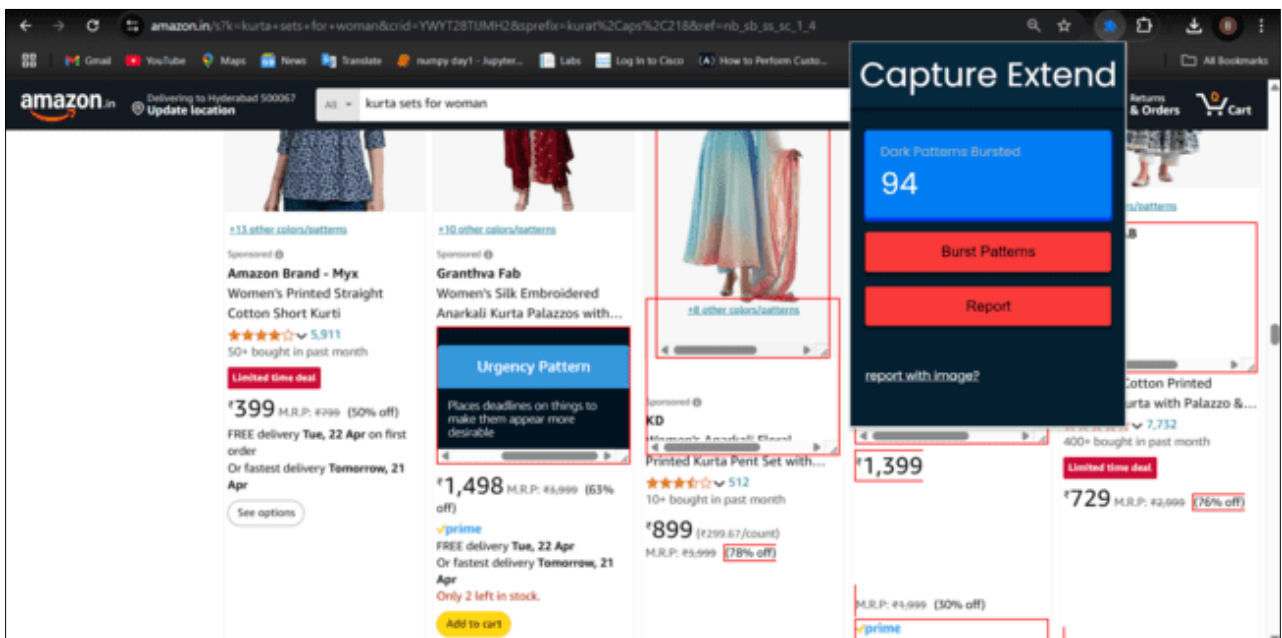 amazon.in/s?k=kurta+sets+for+woman&crid=YWYT28TUMH2&sprefix=kurat%2Caps%2C218&ref=nb_sb_ss_sc_1_4
Gmail YouTube Maps News Translate numpy day1 - Jupyter... Labs Log in to Cisco How to Perform Custo... All Bookmarks
Capture Extend
amazon.in
Delivering to Hyderabad 500067
Update location
All kurta sets for woman
Returns
& Orders
0
Cart
Dark Patterns Bursted
94
Burst Patterns
Report
report with image?
+13 other colors/patterns
Sponsored
Amazon Brand - Myx
Women's Printed Straight
Cotton Short Kurti
5,911
50+ bought in past month
Limited time deal
₹399 M.R.P: ₹799 (50% off)
FREE delivery Tue, 22 Apr on first
order
Or fastest delivery Tomorrow, 21
Apr
See options
+10 other colors/patterns
Sponsored
Granthva Fab
Women's Silk Embroidered
Anarkali Kurta Palazzos with...
Urgency Pattern
Places deadlines on things to
make them appear more
desirable
₹1,498 M.R.P: ₹3,999 (63%
off)
prime
FREE delivery Tue, 22 Apr
Or fastest delivery Tomorrow, 21
Apr
Only 2 left in stock.
Add to cart
+8 other colors/patterns
Sponsored
KD
Women's Anarkali Floral
Printed Kurta Pent Set with...
512
10+ bought in past month
₹899 (₹299.67/count)
M.R.P: (78% off)
₹1,399
M.R.P: ₹1,999 (30% off)
prime
rs/patterns
Cotton Printed
urta with Palazzo &...
7,732
400+ bought in past month
Limited time deal
₹729 M.R.P: ₹2,999 (76% off)